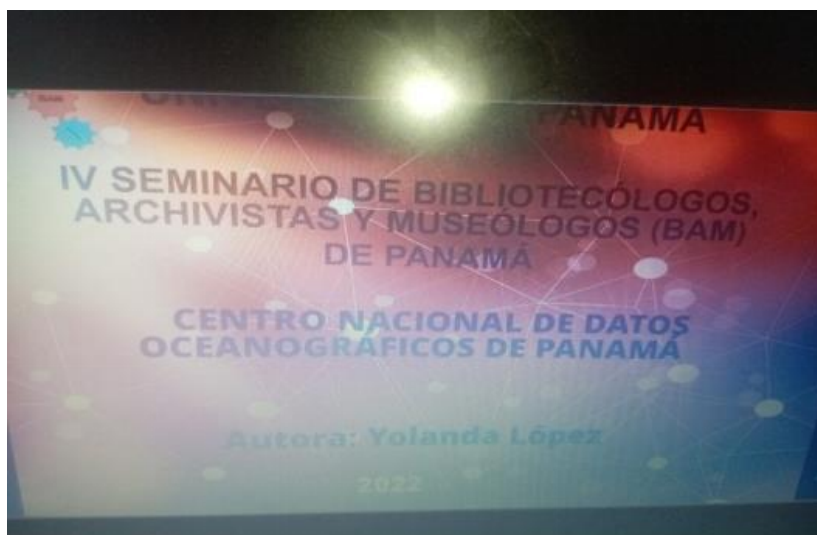 PANAMA
IV SEMINARIO DE BIBLIOTECÓLOGOS,
ARCHIVISTAS Y MUSEÓLOGOS (BAM)
DE PANAMÁ
CENTRO NACIONAL DE DATOS
OCEANOGRÁFICOS DE PANAMÁ
Autora: Yolanda López
2022